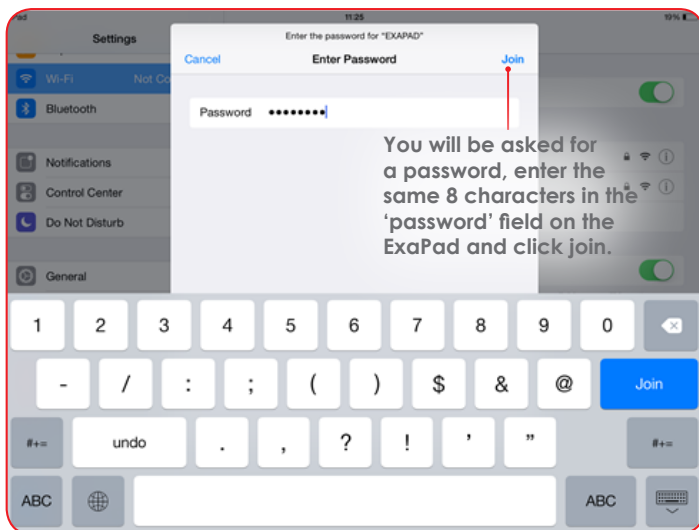 ad 11:25 19%
Settings
Enter the password for "EXAPAD"
Cancel Enter Password Join
Wi-Fi Not Co
Bluetooth
Password ••••••••
You will be asked for
a password, enter the
same 8 characters in the
‘password’ field on the
ExaPad and click join.
Notifications
Control Center
Do Not Disturb
General
1 2 3 4 5 6 7 8 9 0
- / : ; ( ) $ & @ Join
#+= undo . , ? ! ’ ” #+=
ABC ABC